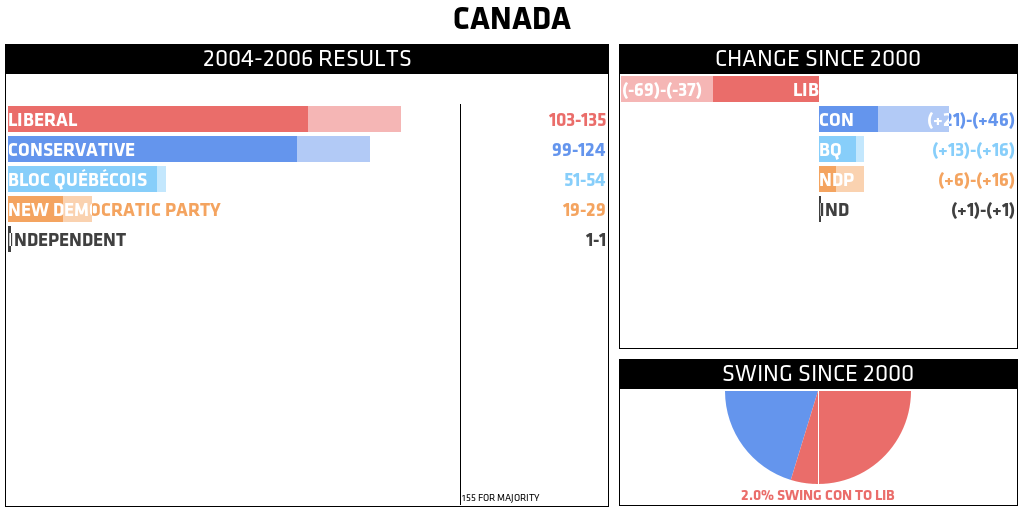 CANADA
2004-2006 RESULTS
LIBERAL 103-135
CONSERVATIVE 99-124
BLOC QUÉBÉCOIS 51-54
NEW DEMOCRATIC PARTY 19-29
INDEPENDENT 1-1
155 FOR MAJORITY
CHANGE SINCE 2000
(-69)-(-37) LIB
CON (+21)-(+46)
BQ (+13)-(+16)
NDP (+6)-(+16)
IND (+1)-(+1)
SWING SINCE 2000
2.0% SWING CON TO LIB